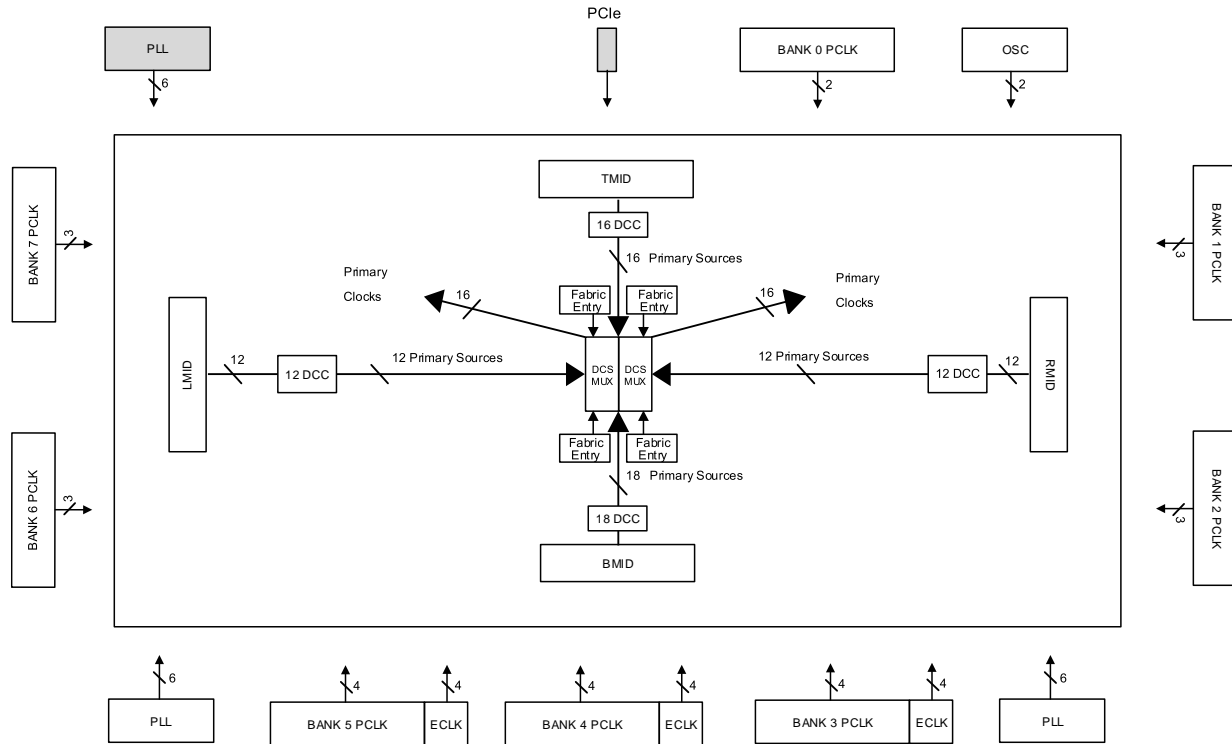 PCIe
PLL
BANK 0 PCLK
OSC
6
2
2
TMID
BANK 7 PCLK
3
BANK 1 PCLK
3
16 DCC
16 Primary Sources
Primary
Clocks
16
Primary
Clocks
16
Fabric
Entry
Fabric
Entry
LMID
12
12 DCC
12 Primary Sources
DCS
MUX
DCS
MUX
12 Primary Sources
12 DCC
12
RMID
Fabric
Entry
Fabric
Entry
18 Primary Sources
BANK 6 PCLK
3
BANK 2 PCLK
3
18 DCC
BMID
6
4
4
4
4
4
4
6
PLL
BANK 5 PCLK
ECLK
BANK 4 PCLK
ECLK
BANK 3 PCLK
ECLK
PLL